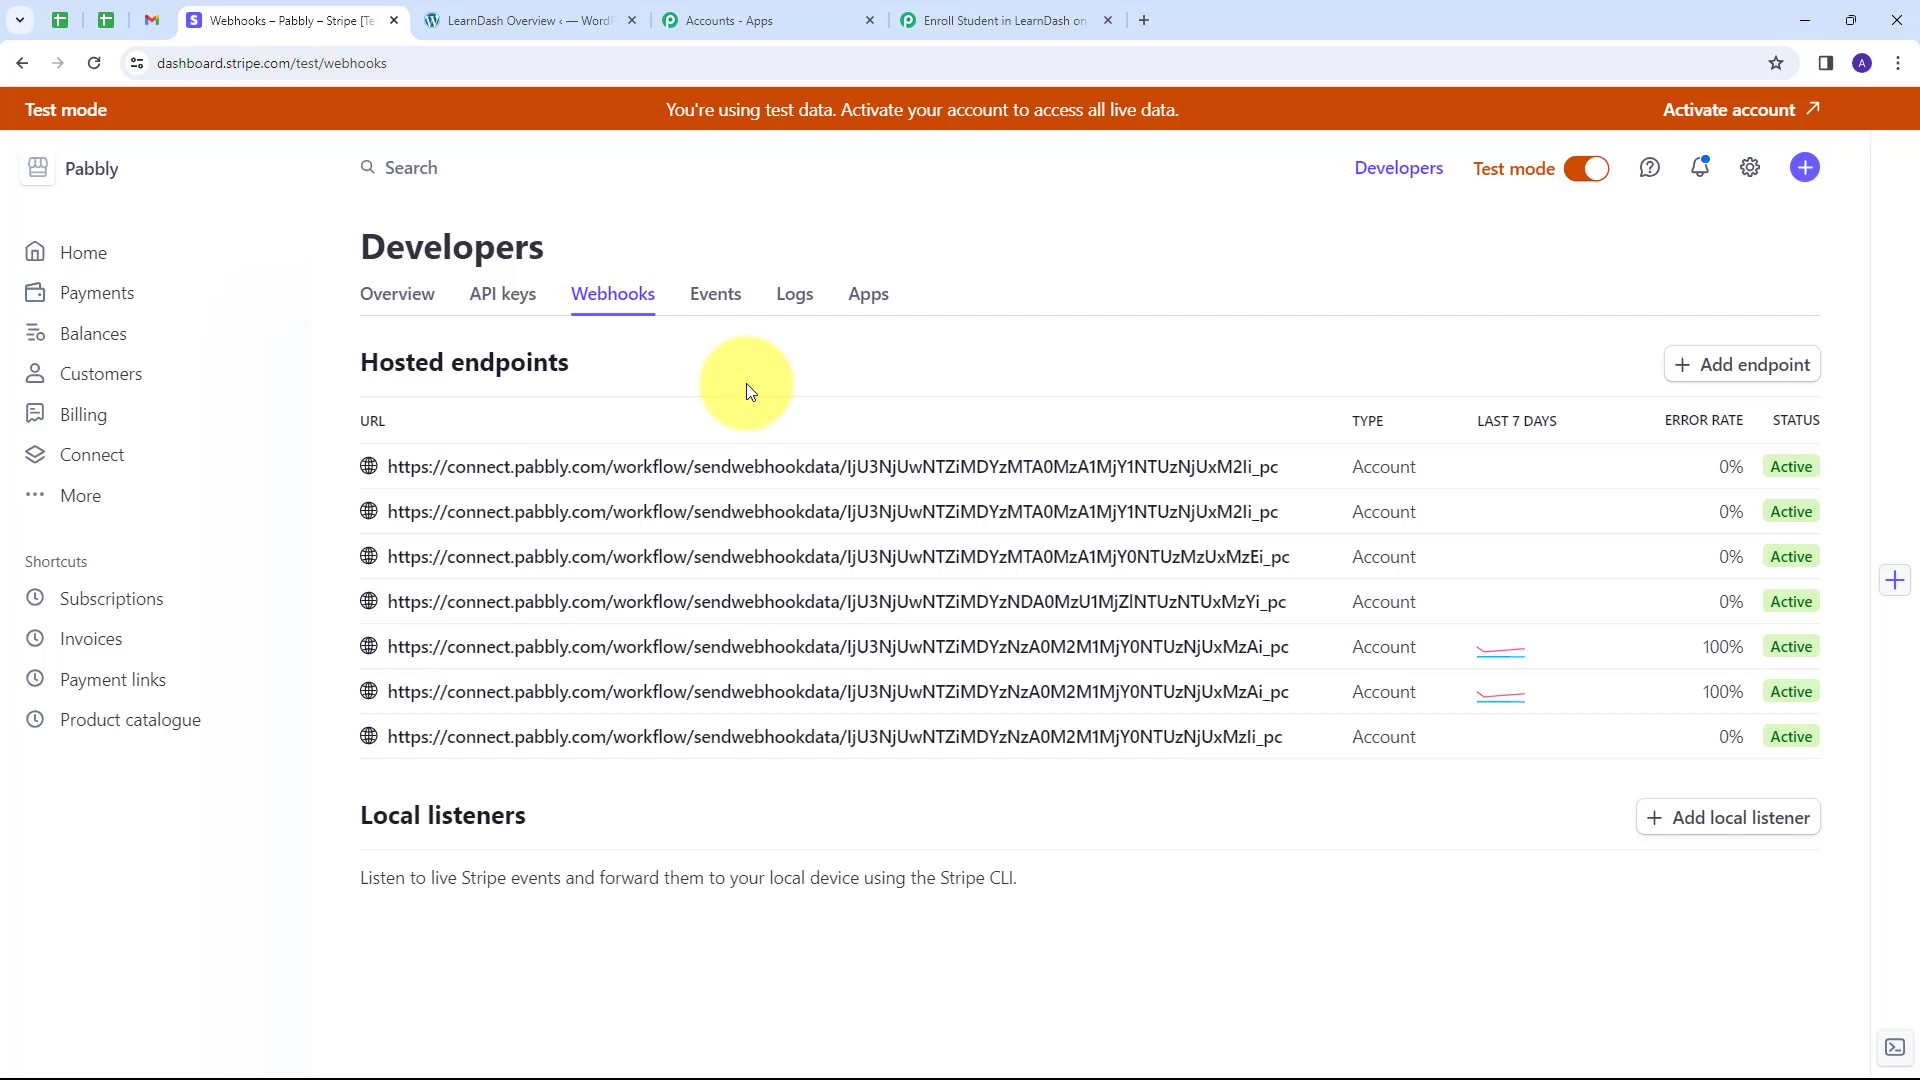 Webhooks – Pabbly – Stripe [Te
LearnDash Overview ‹ — WordP
Accounts - Apps
Enroll Student in LearnDash on
dashboard.stripe.com/test/webhooks
A
Test mode
You're using test data. Activate your account to access all live data.
Activate account
Pabbly
Search
Developers
Test mode
Home
Payments
Balances
Customers
Billing
Connect
More
Shortcuts
Subscriptions
Invoices
Payment links
Product catalogue
Developers
Overview
API keys
Webhooks
Events
Logs
Apps
Hosted endpoints
+ Add endpoint
URL TYPE LAST 7 DAYS ERROR RATE STATUS
https://connect.pabbly.com/workflow/sendwebhookdata/IjU3NjUwNTZiMDYzMTA0MzA1MjY1NTUzNjUxM2Ii_pc Account 0% Active
https://connect.pabbly.com/workflow/sendwebhookdata/IjU3NjUwNTZiMDYzMTA0MzA1MjY1NTUzNjUxM2Ii_pc Account 0% Active
https://connect.pabbly.com/workflow/sendwebhookdata/IjU3NjUwNTZiMDYzMTA0MzA1MjY0NTUzMzUxMzEi_pc Account 0% Active
https://connect.pabbly.com/workflow/sendwebhookdata/IjU3NjUwNTZiMDYzNDA0MzU1MjZlNTUzNTUxMzYi_pc Account 0% Active
https://connect.pabbly.com/workflow/sendwebhookdata/IjU3NjUwNTZiMDYzNzA0M2M1MjY0NTUzNjUxMzAi_pc Account 100% Active
https://connect.pabbly.com/workflow/sendwebhookdata/IjU3NjUwNTZiMDYzNzA0M2M1MjY0NTUzNjUxMzAi_pc Account 100% Active
https://connect.pabbly.com/workflow/sendwebhookdata/IjU3NjUwNTZiMDYzNzA0M2M1MjY0NTUzNjUxMzIi_pc Account 0% Active
Local listeners
+ Add local listener
Listen to live Stripe events and forward them to your local device using the Stripe CLI.